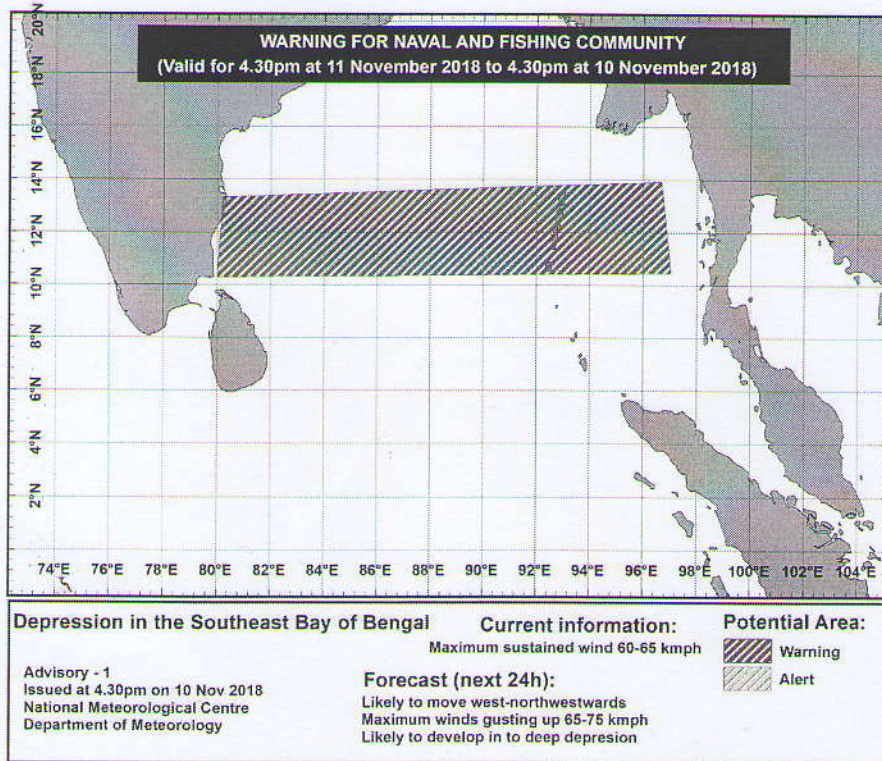 WARNING FOR NAVAL AND FISHING COMMUNITY
(Valid for 4.30pm at 11 November 2018 to 4.30pm at 10 November 2018)
20°N
18°N
16°N
14°N
12°N
10°N
8°N
6°N
4°N
2°N
74°E 76°E 78°E 80°E 82°E 84°E 86°E 88°E 90°E 92°E 94°E 96°E 98°E 100°E 102°E 104°E
Depression in the Southeast Bay of Bengal
Advisory - 1
Issued at 4.30pm on 10 Nov 2018
National Meteorological Centre
Department of Meteorology
Current information:
Maximum sustained wind 60-65 kmph
Forecast (next 24h):
Likely to move west-northwestwards
Maximum winds gusting up 65-75 kmph
Likely to develop in to deep depresion
Potential Area:
Warning
Alert